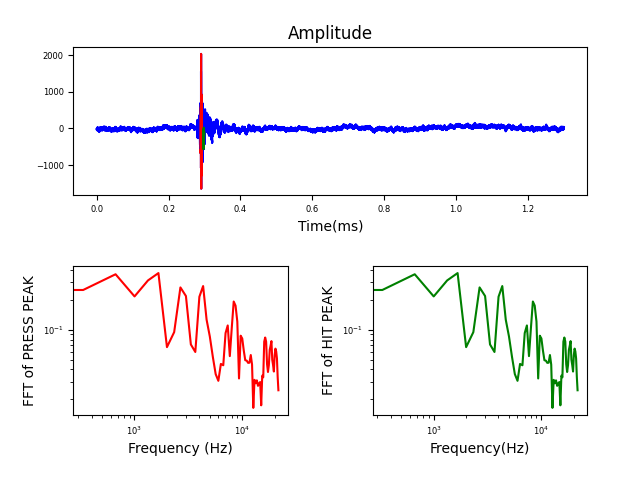 Amplitude
2000
1000
0
−1000
0.0 0.2 0.4 0.6 0.8 1.0 1.2
Time(ms)
FFT of PRESS PEAK
10⁻¹
10³ 10⁴
Frequency (Hz)
FFT of HIT PEAK
10⁻¹
10³ 10⁴
Frequency(Hz)